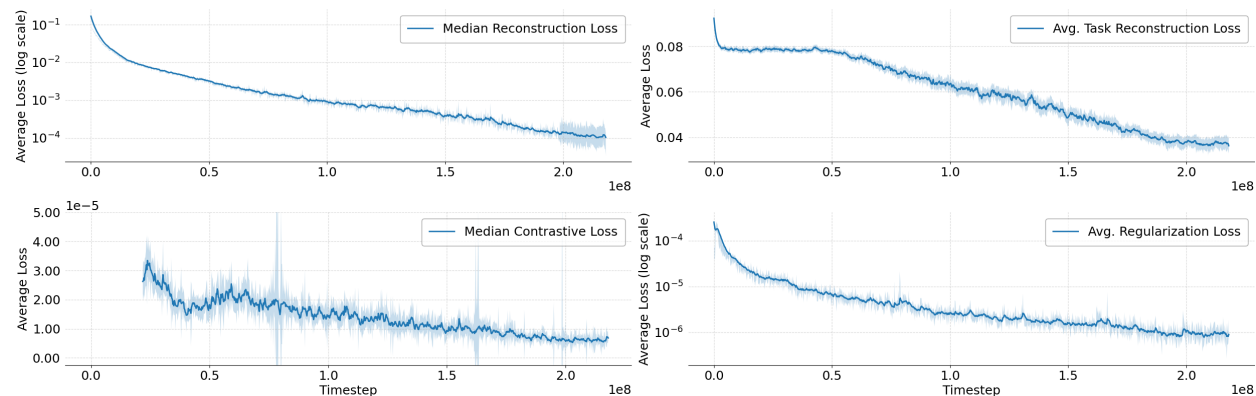 Average Loss (log scale)
10⁻¹
10⁻²
10⁻³
10⁻⁴
Median Reconstruction Loss
0.0 0.5 1.0 1.5 2.0
1e8
Average Loss
0.08
0.06
0.04
Avg. Task Reconstruction Loss
0.0 0.5 1.0 1.5 2.0
1e8
1e−5
Average Loss
5.00
4.00
3.00
2.00
1.00
0.00
Median Contrastive Loss
0.0 0.5 1.0 1.5 2.0
1e8
Timestep
Average Loss (log scale)
10⁻⁴
10⁻⁵
10⁻⁶
Avg. Regularization Loss
0.0 0.5 1.0 1.5 2.0
1e8
Timestep